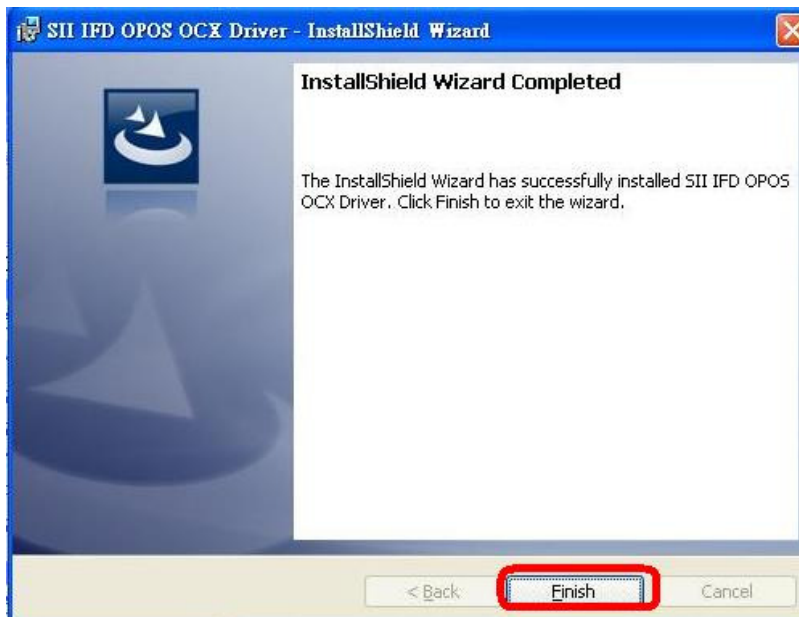 SII IFD OPOS OCX Driver - InstallShield Wizard
InstallShield Wizard Completed
The InstallShield Wizard has successfully installed SII IFD OPOS
OCX Driver. Click Finish to exit the wizard.
< Back Finish Cancel